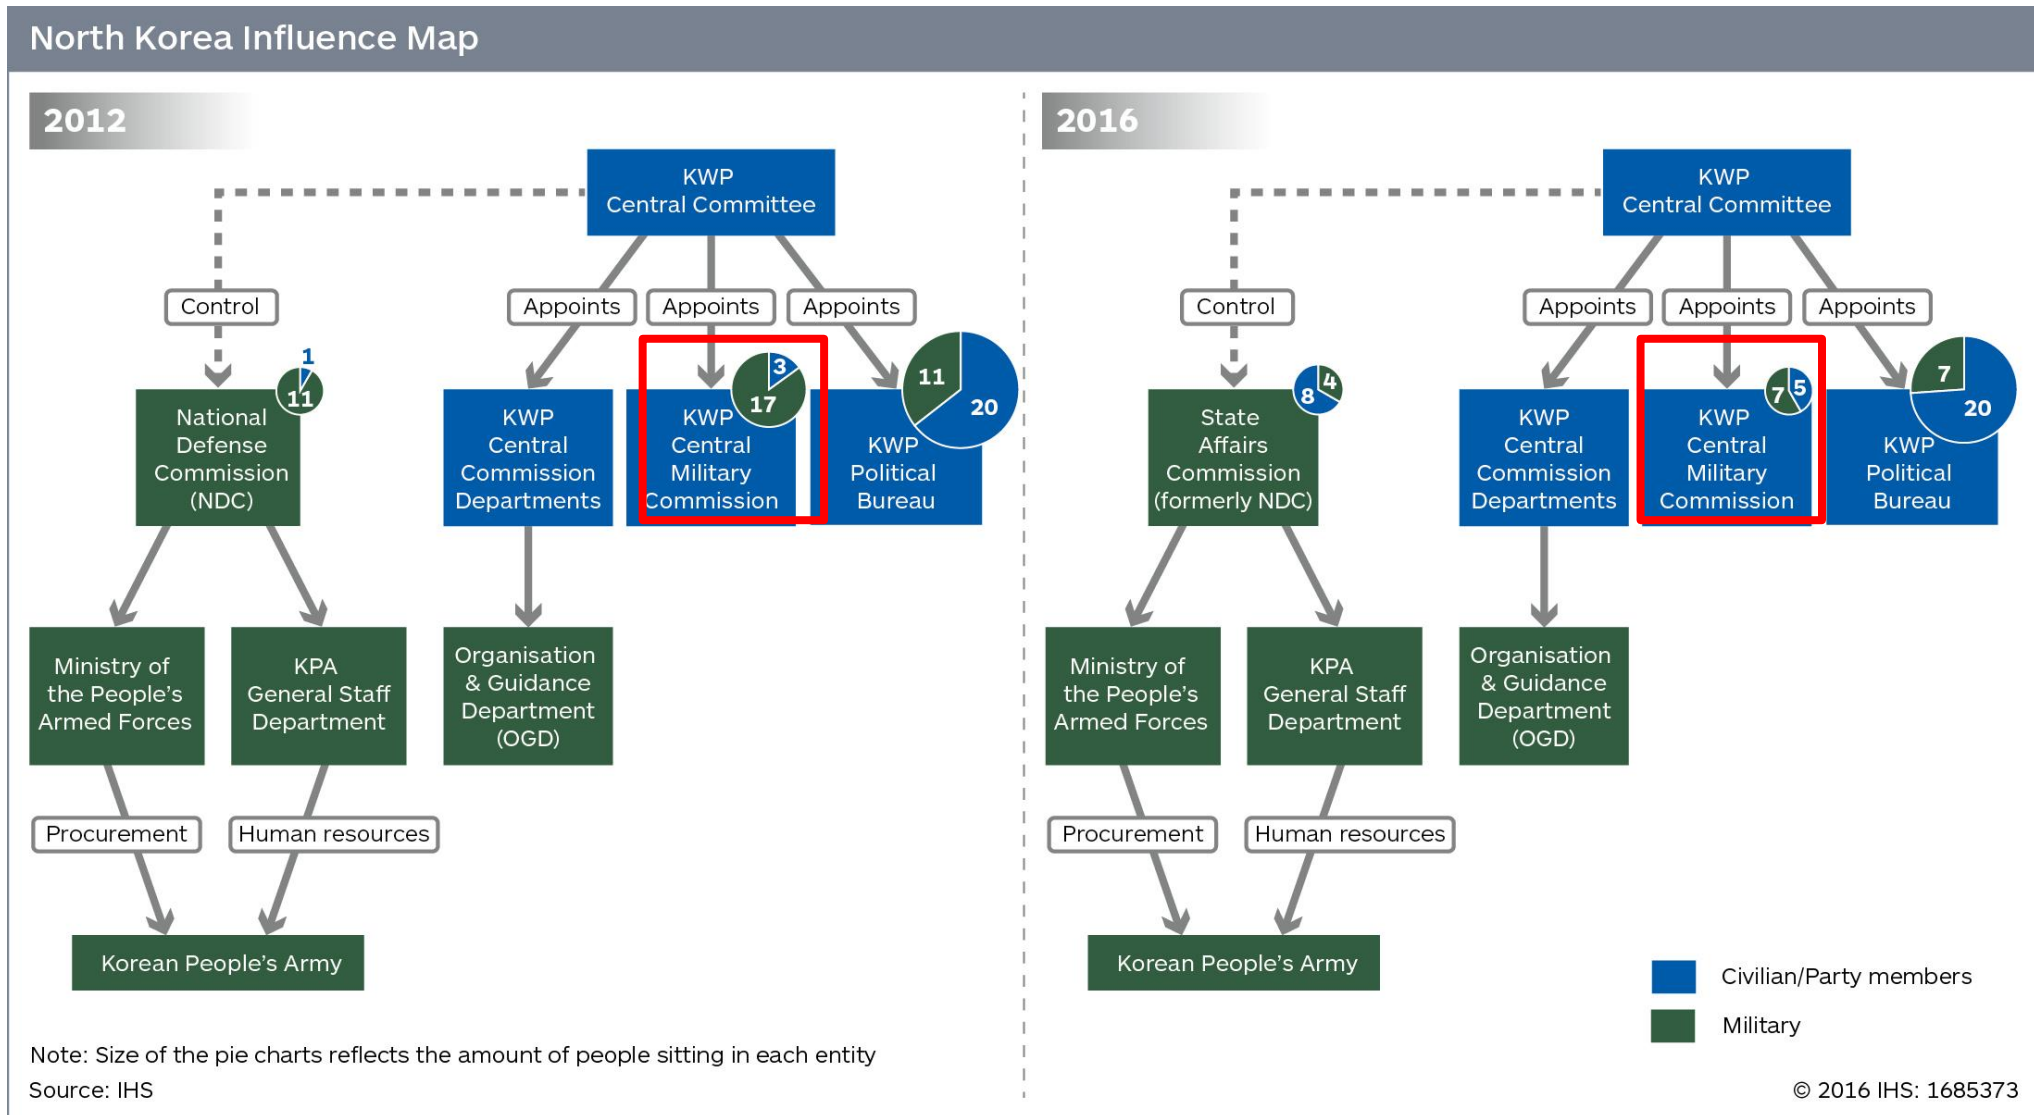 North Korea Influence Map
2012
KWP
Central Committee
Control
Appoints
Appoints
Appoints
1
11
National
Defense
Commission
(NDC)
KWP
Central
Commission
Departments
3
17
KWP
Central
Military
Commission
11
20
KWP
Political
Bureau
Ministry of
the People's
Armed Forces
KPA
General Staff
Department
Organisation
& Guidance
Department
(OGD)
Procurement
Human resources
Korean People's Army
Note: Size of the pie charts reflects the amount of people sitting in each entity
Source: IHS
2016
KWP
Central Committee
Control
Appoints
Appoints
Appoints
8
4
State
Affairs
Commission
(formerly NDC)
KWP
Central
Commission
Departments
7
5
KWP
Central
Military
Commission
7
20
KWP
Political
Bureau
Ministry of
the People's
Armed Forces
KPA
General Staff
Department
Organisation
& Guidance
Department
(OGD)
Procurement
Human resources
Korean People's Army
Civilian/Party members
Military
© 2016 IHS: 1685373